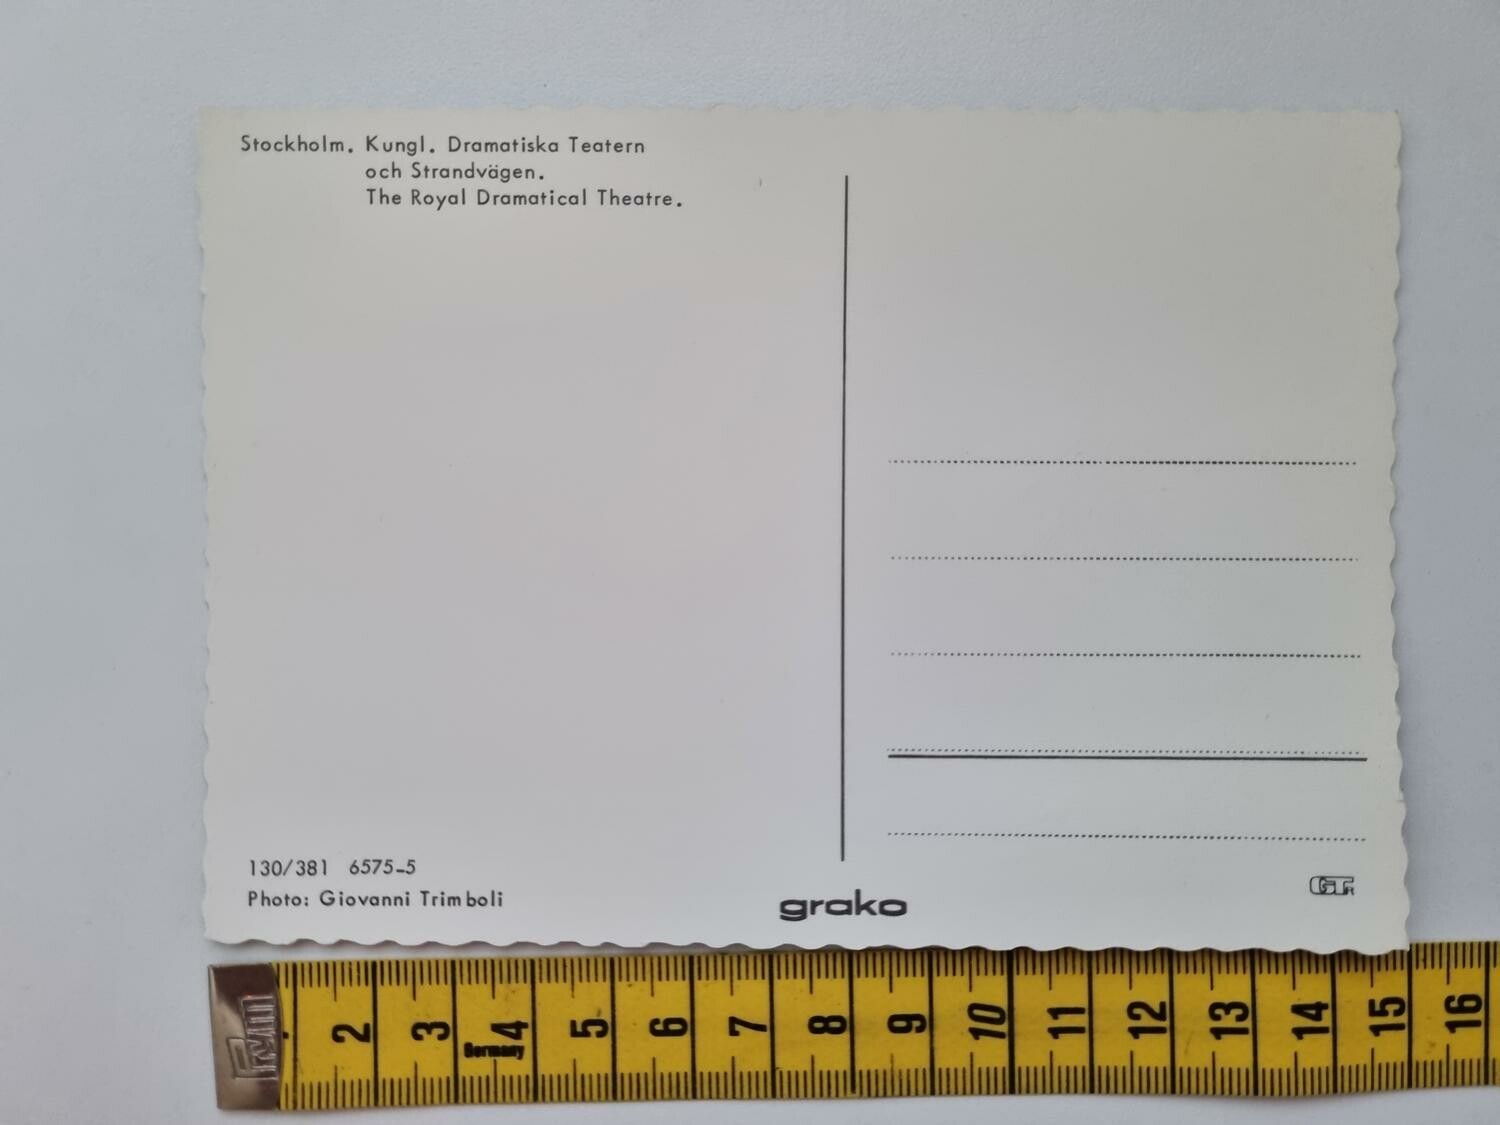 Stockholm. Kungl. Dramatiska Teatern
och Strandvägen.
The Royal Dramatical Theatre.
130/381 6575-5
Photo: Giovanni Trimboli
grako
Prym
2 3 4 5 6 7 8 9 10 11 12 13 14 15 16
Germany